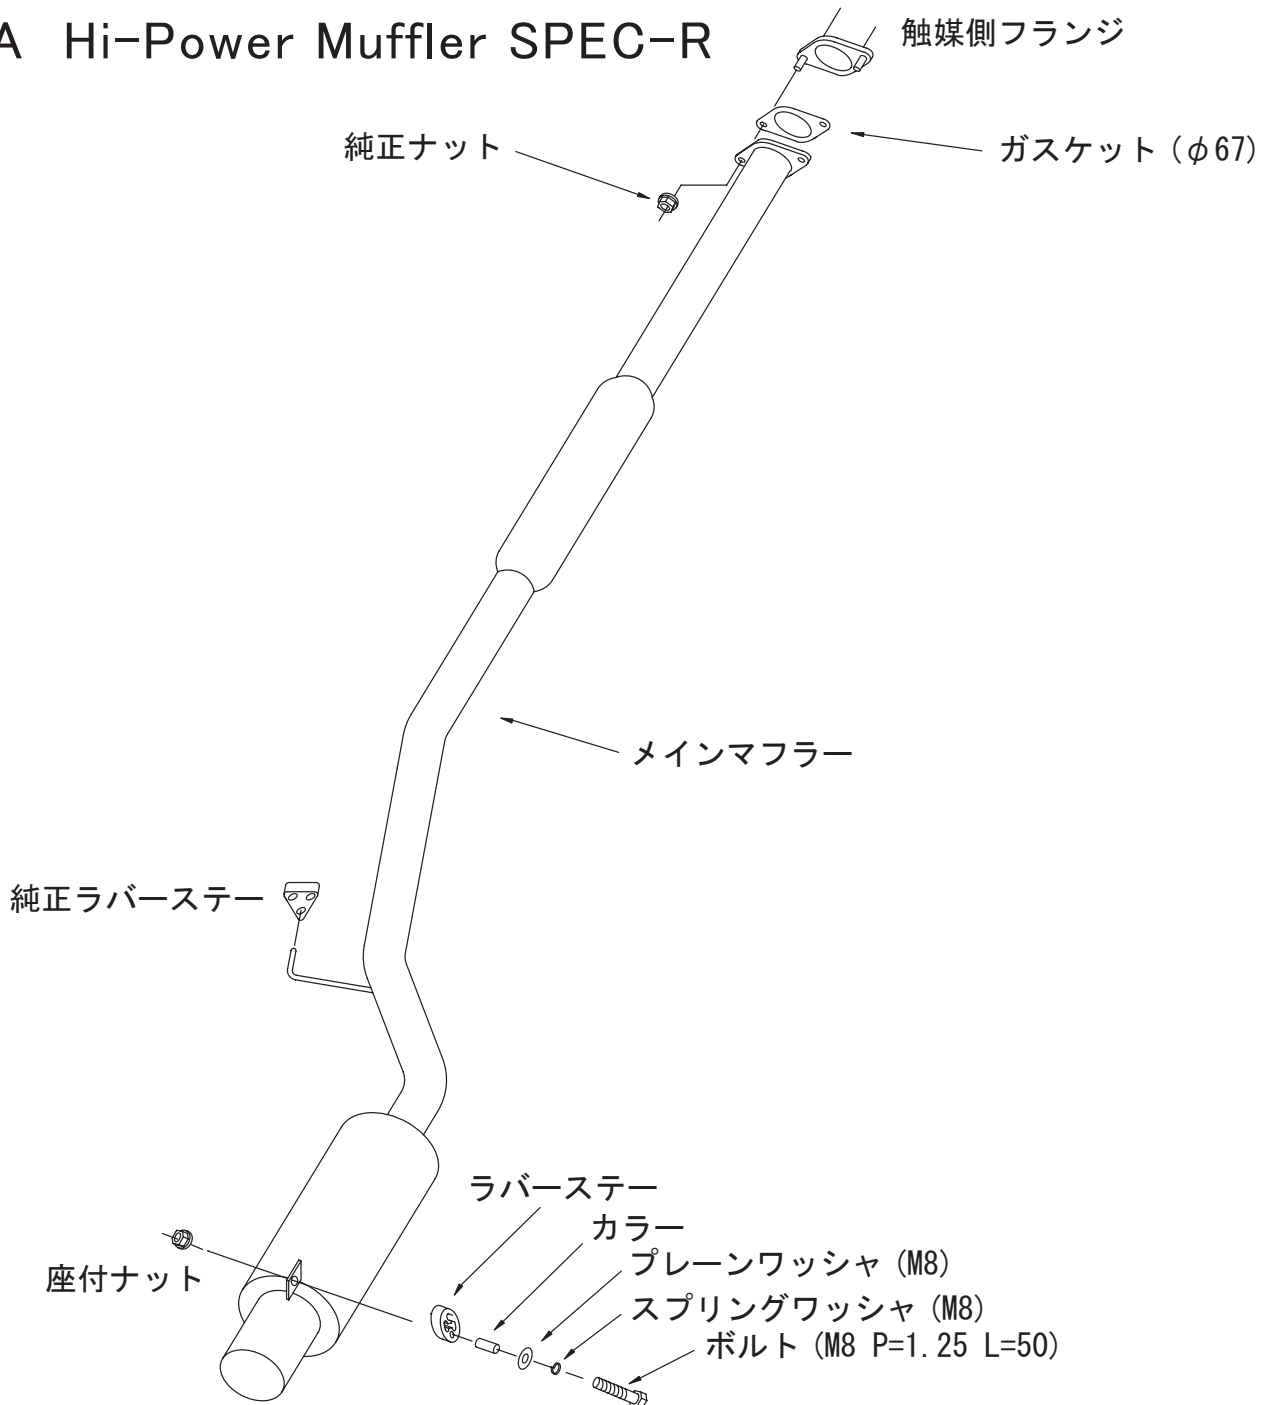 A Hi-Power Muffler SPEC-R
触媒側フランジ
純正ナット
ガスケット (φ67)
メインマフラー
純正ラバーステー
ラバーステー
カラー
プレーンワッシャ (M8)
座付ナット
スプリングワッシャ (M8)
ボルト (M8 P=1.25 L=50)